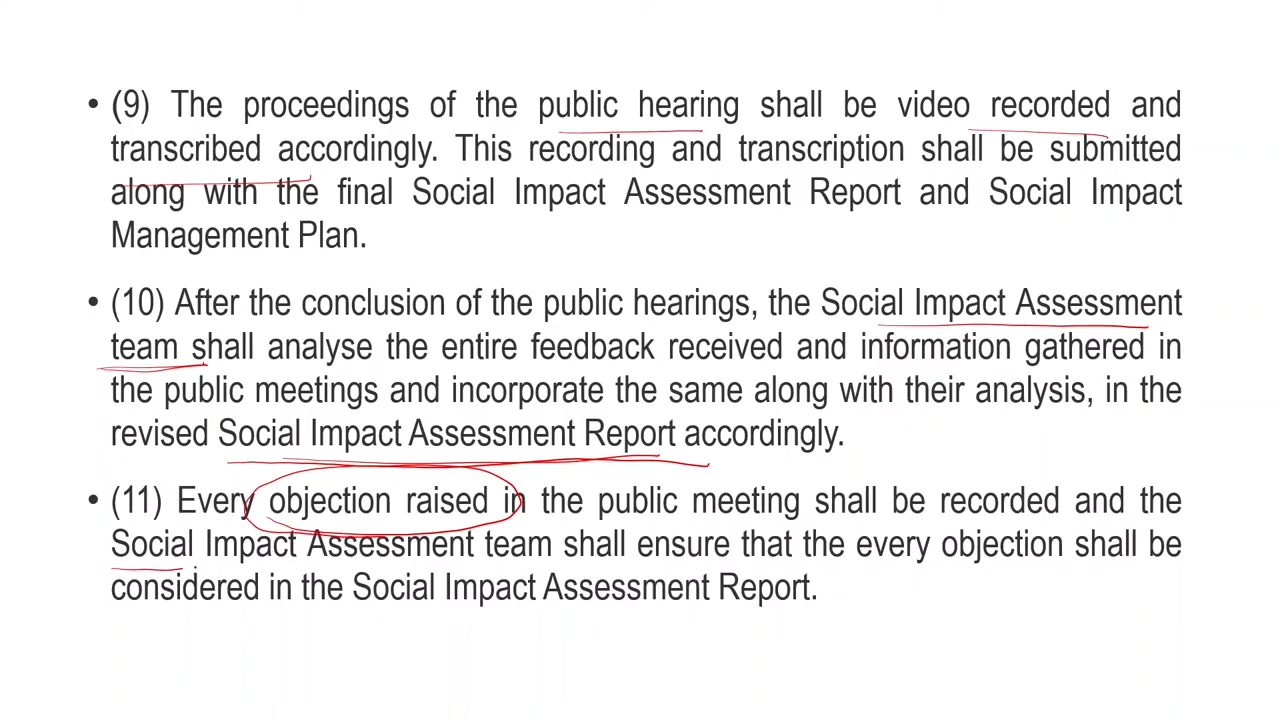 • (9) The proceedings of the public hearing shall be video recorded and
transcribed accordingly. This recording and transcription shall be submitted
along with the final Social Impact Assessment Report and Social Impact
Management Plan.
• (10) After the conclusion of the public hearings, the Social Impact Assessment
team shall analyse the entire feedback received and information gathered in
the public meetings and incorporate the same along with their analysis, in the
revised Social Impact Assessment Report accordingly.
• (11) Every objection raised in the public meeting shall be recorded and the
Social Impact Assessment team shall ensure that the every objection shall be
considered in the Social Impact Assessment Report.